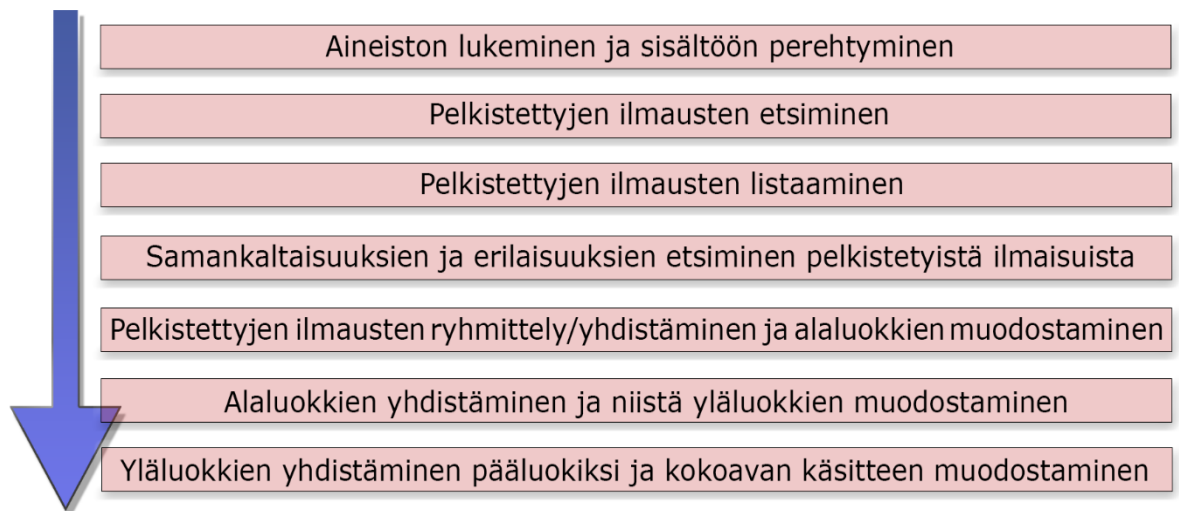 Aineiston lukeminen ja sisältöön perehtyminen
Pelkistettyjen ilmausten etsiminen
Pelkistettyjen ilmausten listaaminen
Samankaltaisuuksien ja erilaisuuksien etsiminen pelkistetyistä ilmaisuista
Pelkistettyjen ilmausten ryhmittely/yhdistäminen ja alaluokkien muodostaminen
Alaluokkien yhdistäminen ja niistä yläluokkien muodostaminen
Yläluokkien yhdistäminen pääluokiksi ja kokoavan käsitteen muodostaminen